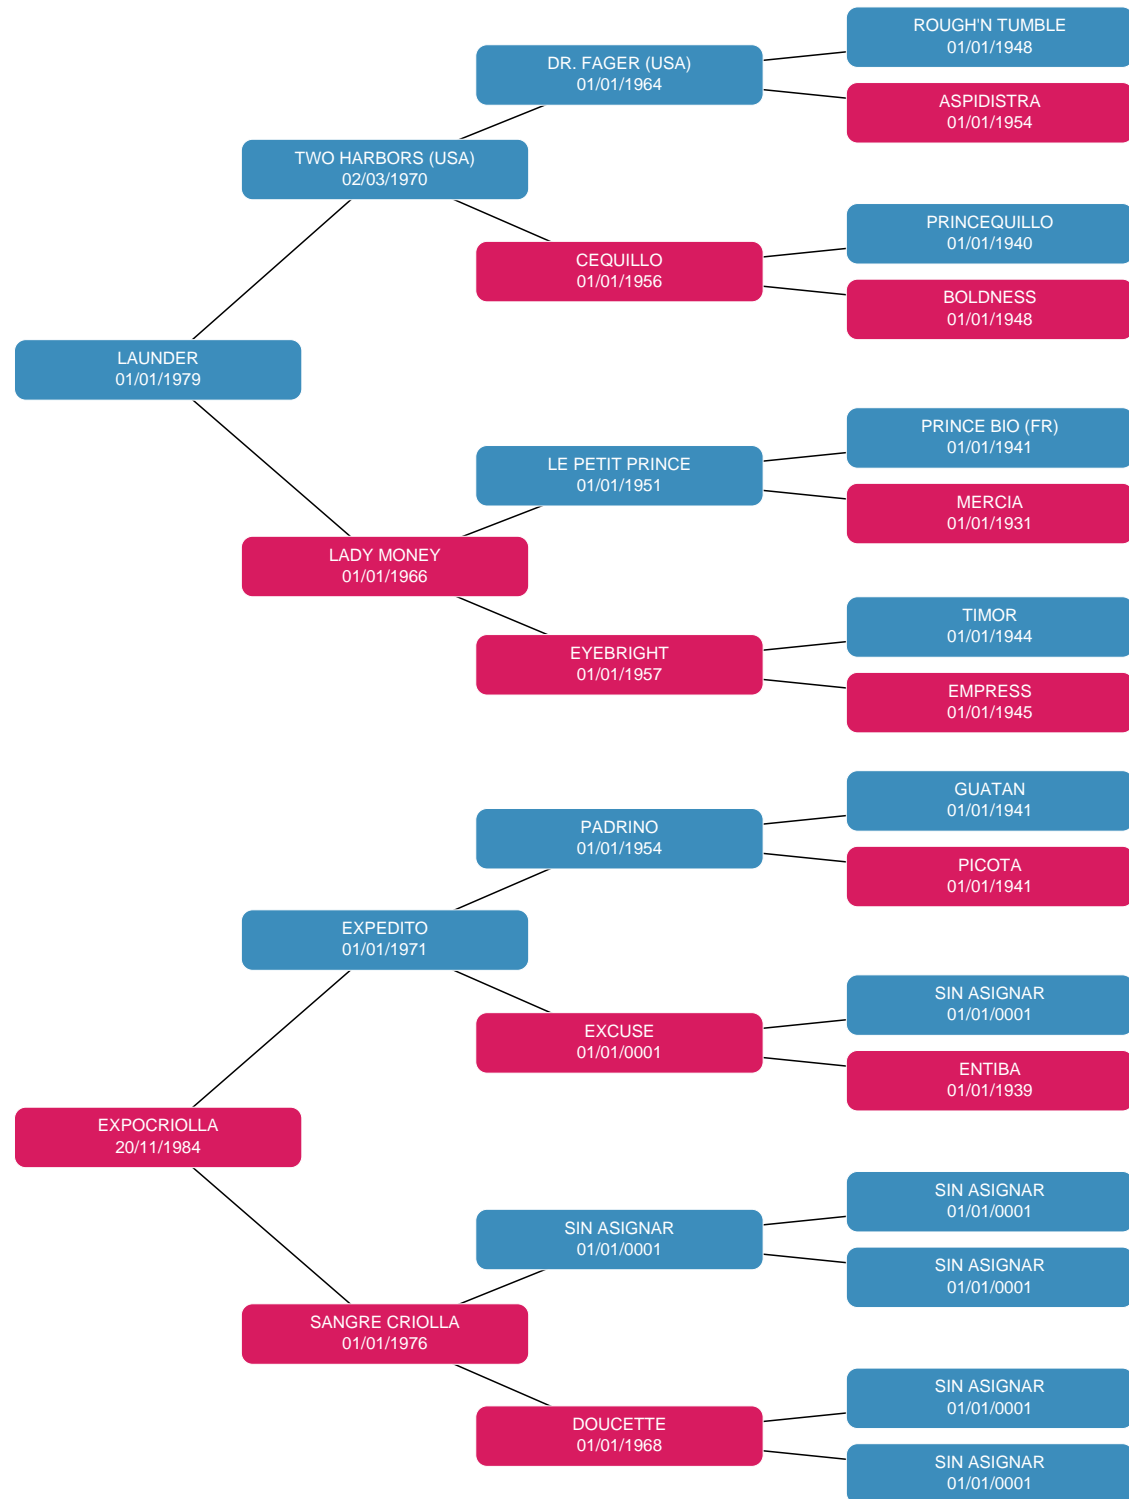 ROUGH'N TUMBLE
01/01/1948
DR. FAGER (USA)
01/01/1964
ASPIDISTRA
01/01/1954
TWO HARBORS (USA)
02/03/1970
PRINCEQUILLO
01/01/1940
CEQUILLO
01/01/1956
BOLDNESS
01/01/1948
LAUNDER
01/01/1979
PRINCE BIO (FR)
01/01/1941
LE PETIT PRINCE
01/01/1951
MERCIA
01/01/1931
LADY MONEY
01/01/1966
TIMOR
01/01/1944
EYEBRIGHT
01/01/1957
EMPRESS
01/01/1945
GUATAN
01/01/1941
PADRINO
01/01/1954
PICOTA
01/01/1941
EXPEDITO
01/01/1971
SIN ASIGNAR
01/01/0001
EXCUSE
01/01/0001
ENTIBA
01/01/1939
EXPOCRIOLLA
20/11/1984
SIN ASIGNAR
01/01/0001
SIN ASIGNAR
01/01/0001
SIN ASIGNAR
01/01/0001
SANGRE CRIOLLA
01/01/1976
SIN ASIGNAR
01/01/0001
DOUCETTE
01/01/1968
SIN ASIGNAR
01/01/0001